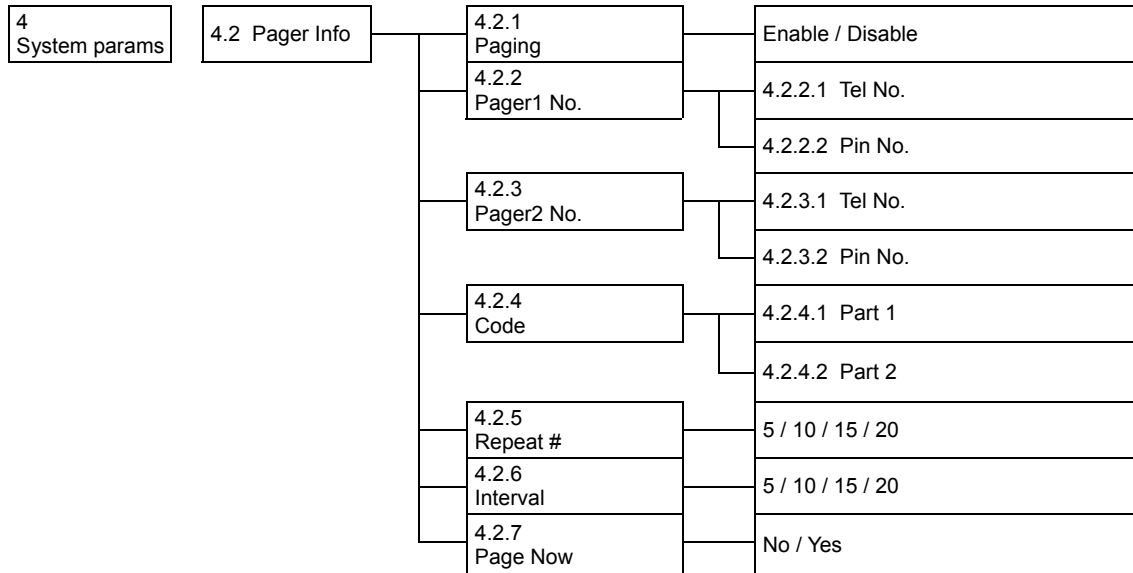 4
System params
4.2 Pager Info
4.2.1
Paging
Enable / Disable
4.2.2
Pager1 No.
4.2.2.1 Tel No.
4.2.2.2 Pin No.
4.2.3
Pager2 No.
4.2.3.1 Tel No.
4.2.3.2 Pin No.
4.2.4
Code
4.2.4.1 Part 1
4.2.4.2 Part 2
4.2.5
Repeat #
5 / 10 / 15 / 20
4.2.6
Interval
5 / 10 / 15 / 20
4.2.7
Page Now
No / Yes